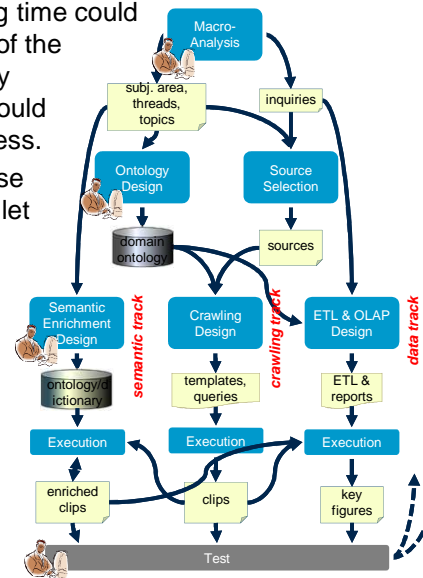 g time could
of the
y
ould
ess.
se
let
Macro-
Analysis
subj. area,
threads,
topics
inquiries
Ontology
Design
Source
Selection
domain
ontology
sources
Semantic
Enrichment
Design
semantic track
Crawling
Design
crawling track
ETL & OLAP
Design
data track
ontology/d
ictionary
templates,
queries
ETL &
reports
Execution
Execution
Execution
enriched
clips
clips
key
figures
Test